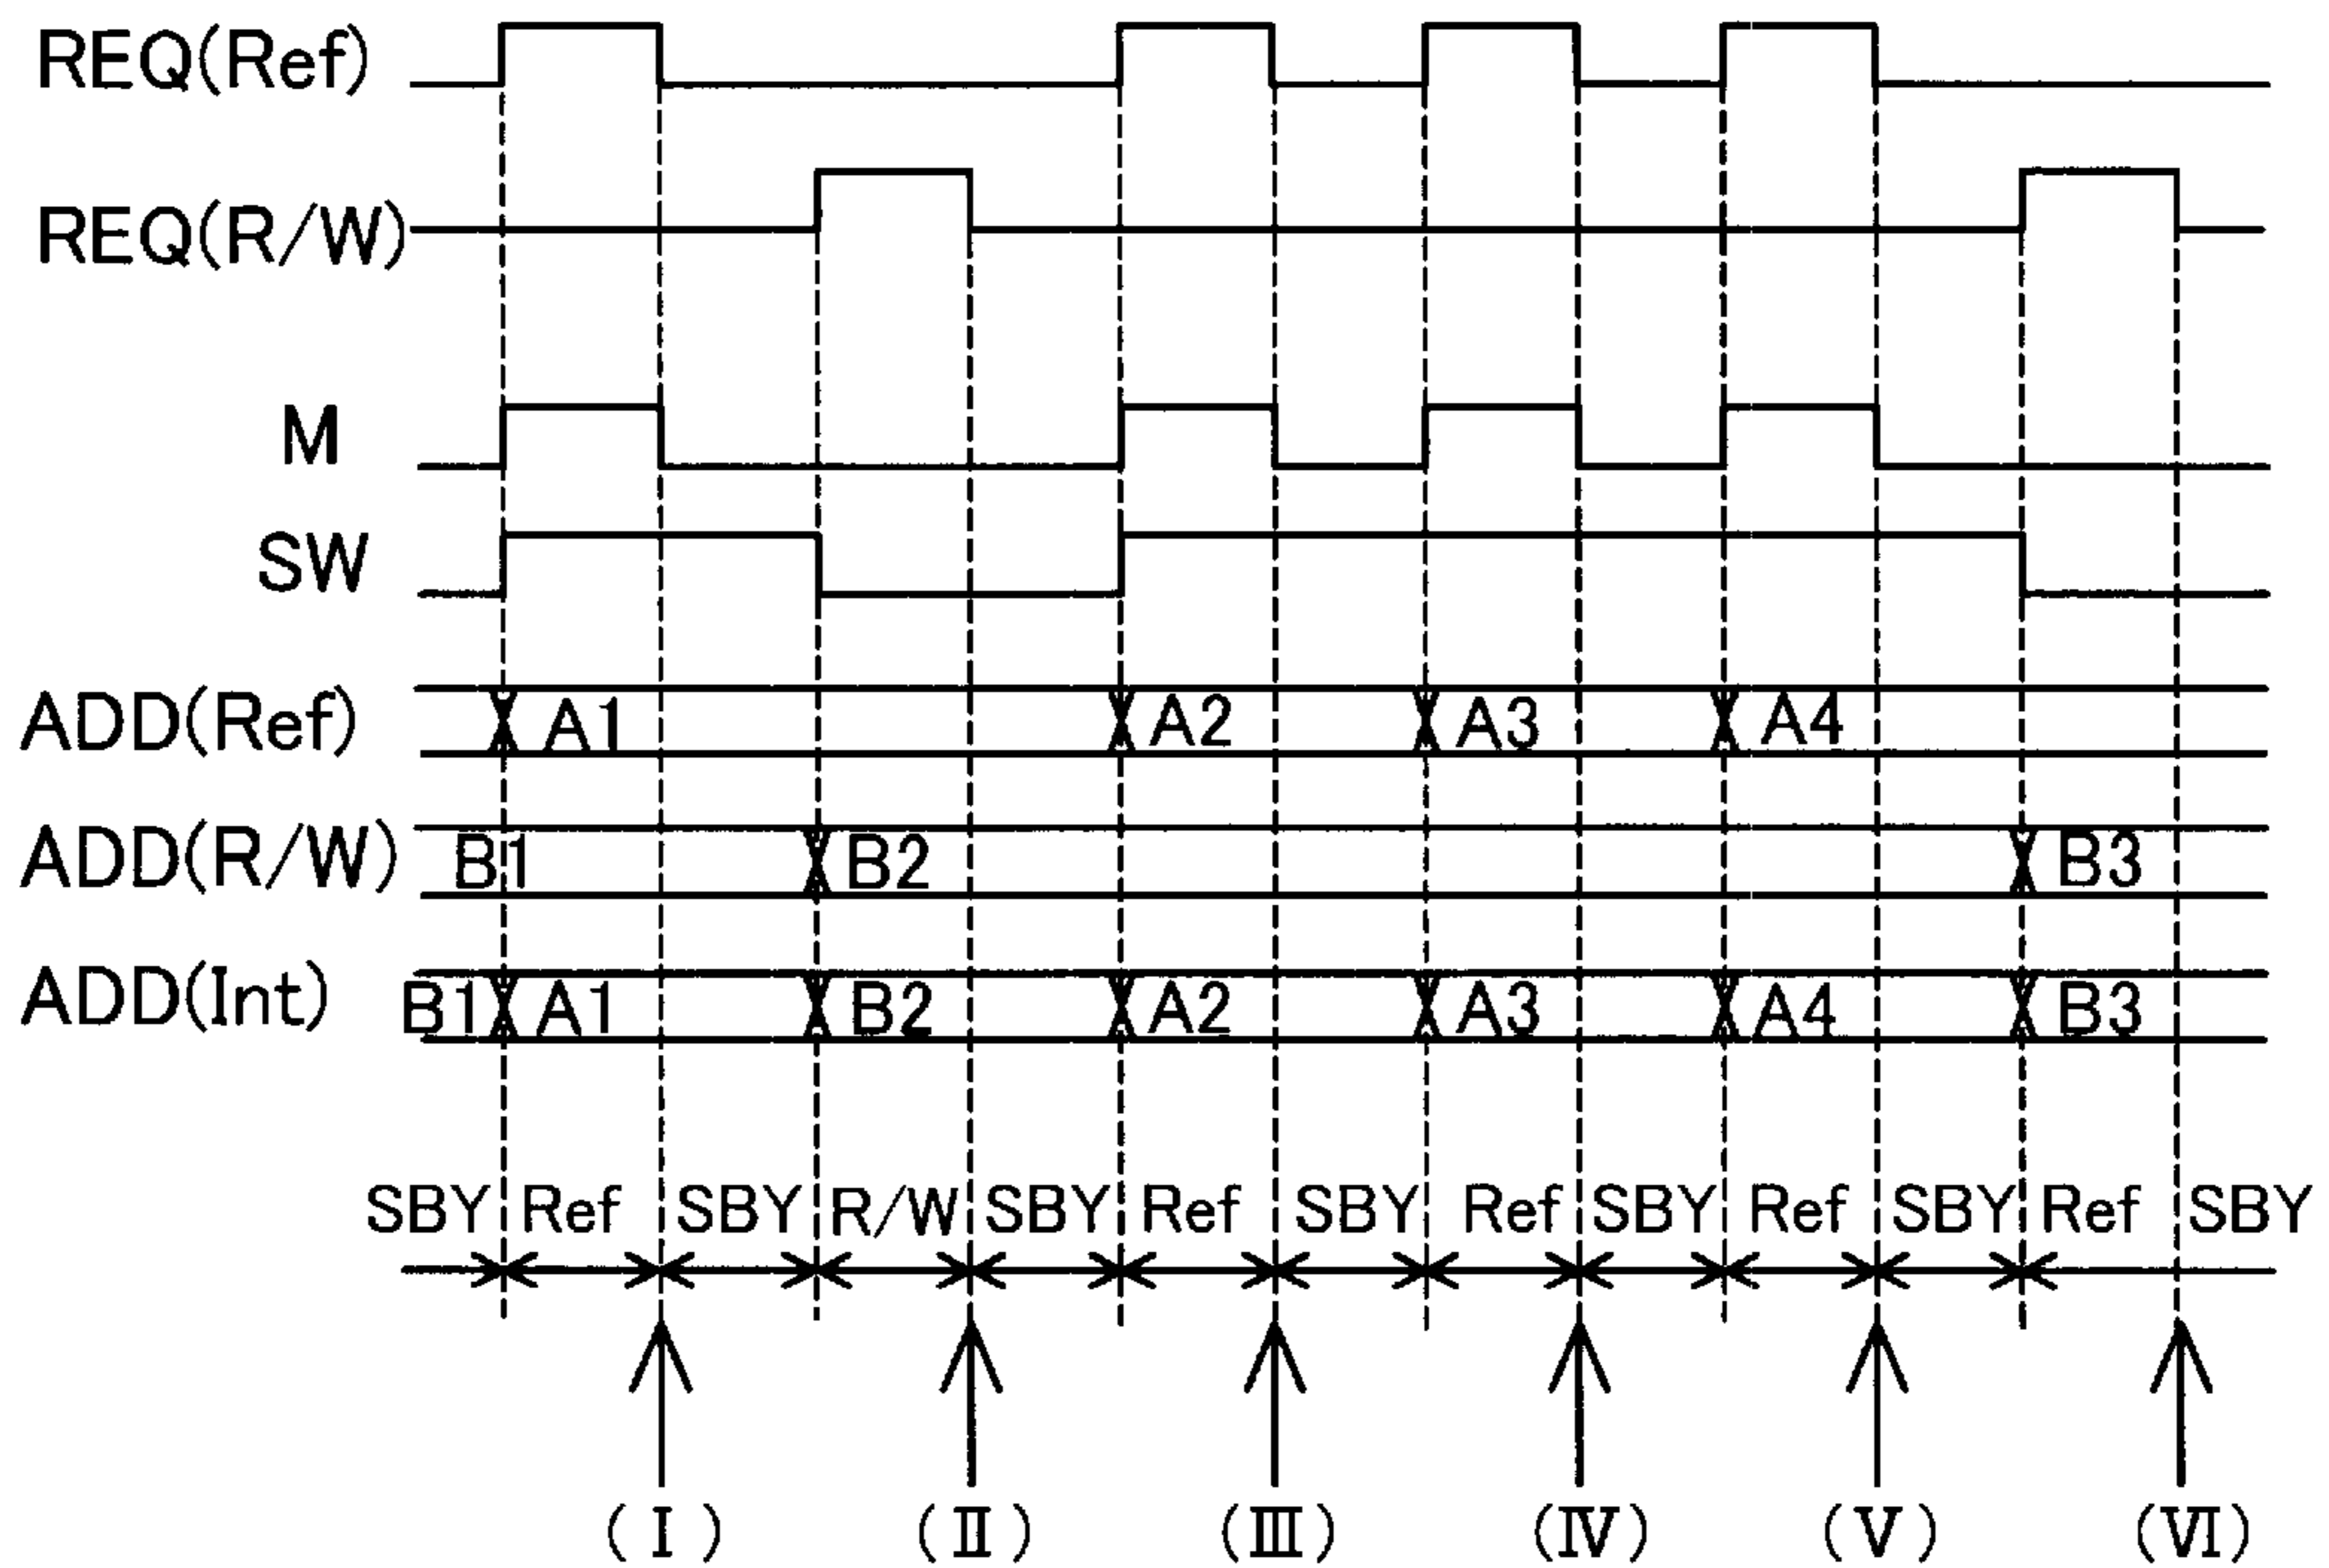 REQ(Ref)
REQ(R/W)
M
SW
ADD(Ref) A1 A2 A3 A4
ADD(R/W) B1 B2 B3
ADD(Int) B1 A1 B2 A2 A3 A4 B3
SBY Ref SBY R/W SBY Ref SBY Ref SBY Ref SBY Ref SBY
(Ⅰ) (Ⅱ) (Ⅲ) (Ⅳ) (Ⅴ) (Ⅵ)